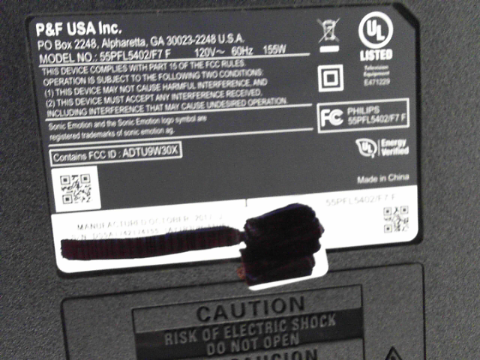 P&F USA Inc.
PO Box 2248, Alpharetta, GA 30023-2248 U.S.A.
MODEL NO.: 55PFL5402/F7 F 120V~ 60Hz 155W
THIS DEVICE COMPLIES WITH PART 15 OF THE FCC RULES.
OPERATION IS SUBJECT TO THE FOLLOWING TWO CONDITIONS:
(1) THIS DEVICE MAY NOT CAUSE HARMFUL INTERFERENCE, AND
(2) THIS DEVICE MUST ACCEPT ANY INTERFERENCE RECEIVED,
INCLUDING INTERFERENCE THAT MAY CAUSE UNDESIRED OPERATION.
Sonic Emotion and the Sonic Emotion logo symbol are
registered trademarks of sonic emotion ag.
Contains FCC ID: ADTU9W30X
UL
LISTED
Television
Equipment
E471229
FC PHILIPS
55PFL5402/F7 F
UL Energy
Verified
Made in China
MANUFACTURED OCTOBER
55PFL5402/F7 F
CAUTION
RISK OF ELECTRIC SHOCK
DO NOT OPEN